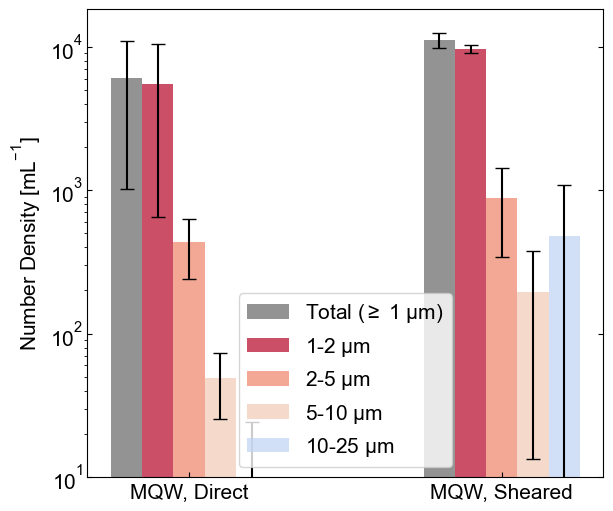 Number Density [mL⁻¹]
10⁴
10³
10²
10¹
Total (≥ 1 μm)
1-2 μm
2-5 μm
5-10 μm
10-25 μm
MQW, Direct
MQW, Sheared